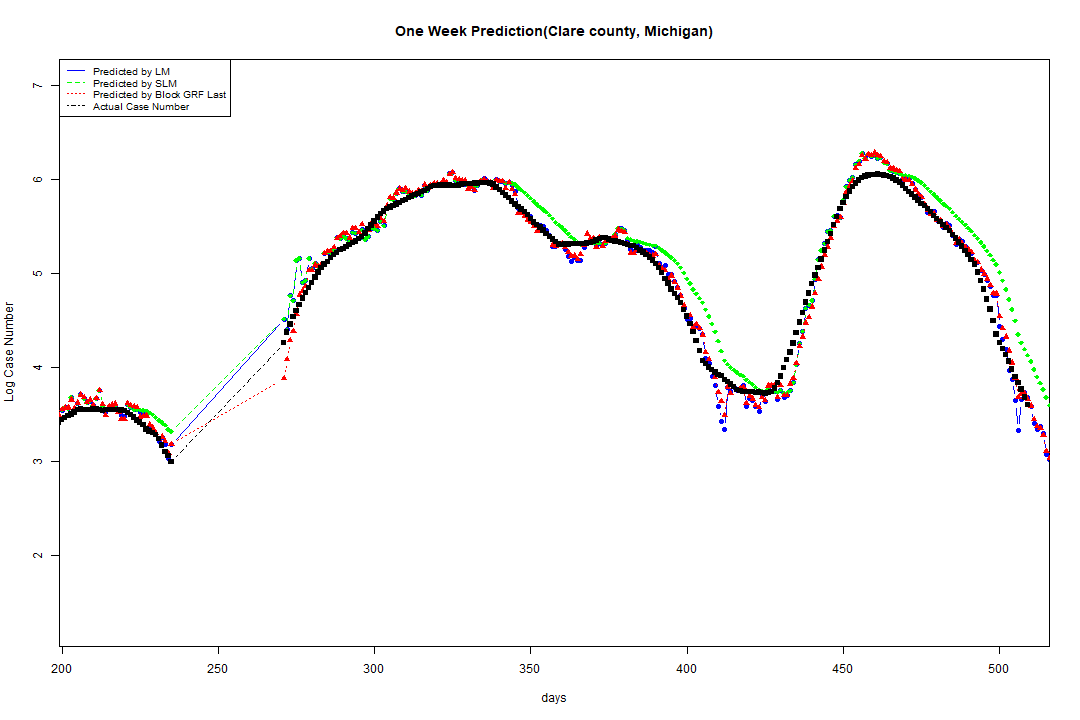 One Week Prediction(Clare county, Michigan)
Predicted by LM
Predicted by SLM
Predicted by Block GRF Last
Actual Case Number
7
6
5
4
3
2
Log Case Number
200 250 300 350 400 450 500
days